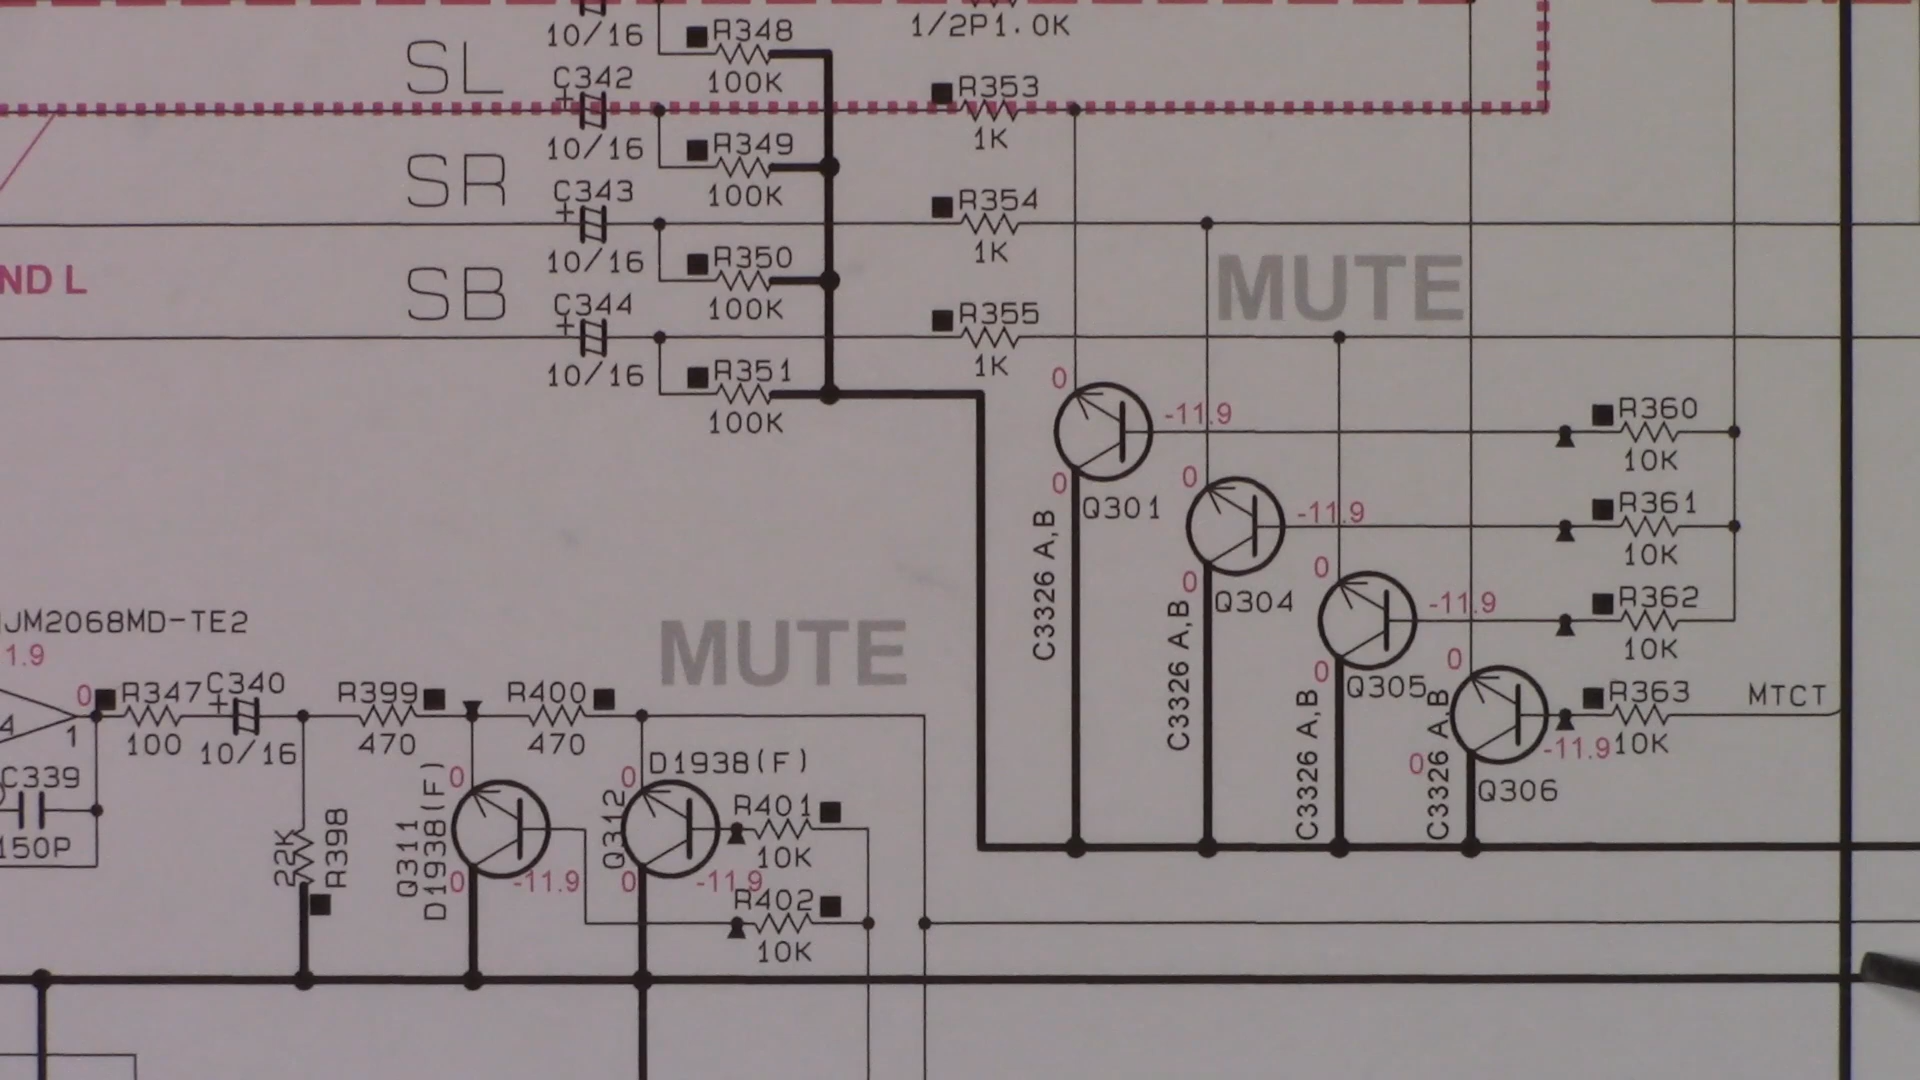 10/16
R348
1/2P1.0K
100K
SL
C342
+
R353
10/16
R349
1K
100K
SR
C343
+
R354
10/16
R350
1K
100K
MUTE
ND L
SB
C344
+
R355
10/16
R351
1K
100K
0
-11.9
R360
10K
0
Q301
C3326 A,B
0
-11.9
R361
10K
0
Q304
C3326 A,B
0
-11.9
R362
10K
0
Q305
C3326 A,B
0
R363
MTCT
-11.9
10K
0
Q306
C3326 A,B
JM2068MD-TE2
1.9
MUTE
0
R347
C340
+
R399
R400
4
1
100
10/16
470
470
C339
150P
22K
R398
0
Q311
D1938(F)
0
-11.9
D1938(F)
0
Q312
0
-11.9
R401
10K
R402
10K